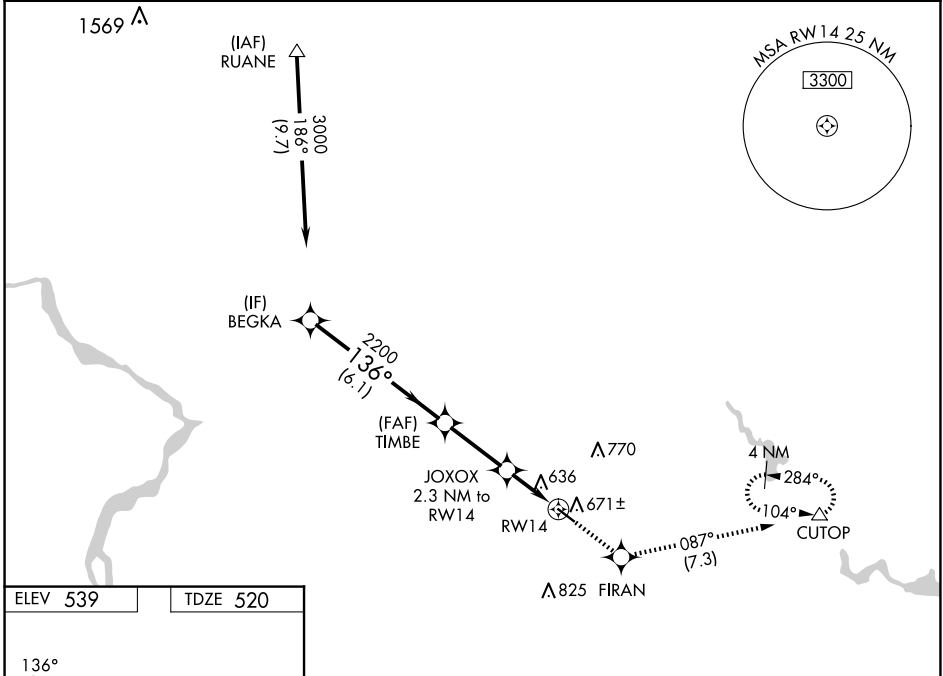 1569
(IAF)
RUANE
3000
186°
(9.7)
MSA RW14 25 NM
3300
(IF)
BEGKA
2200
136°
(6.1)
(FAF)
TIMBE
JOXOX
2.3 NM to
RW14
636
770
671±
RW14
4 NM
284°
104°
CUTOP
087°
(7.3)
825
FIRAN
ELEV 539
TDZE 520
136°